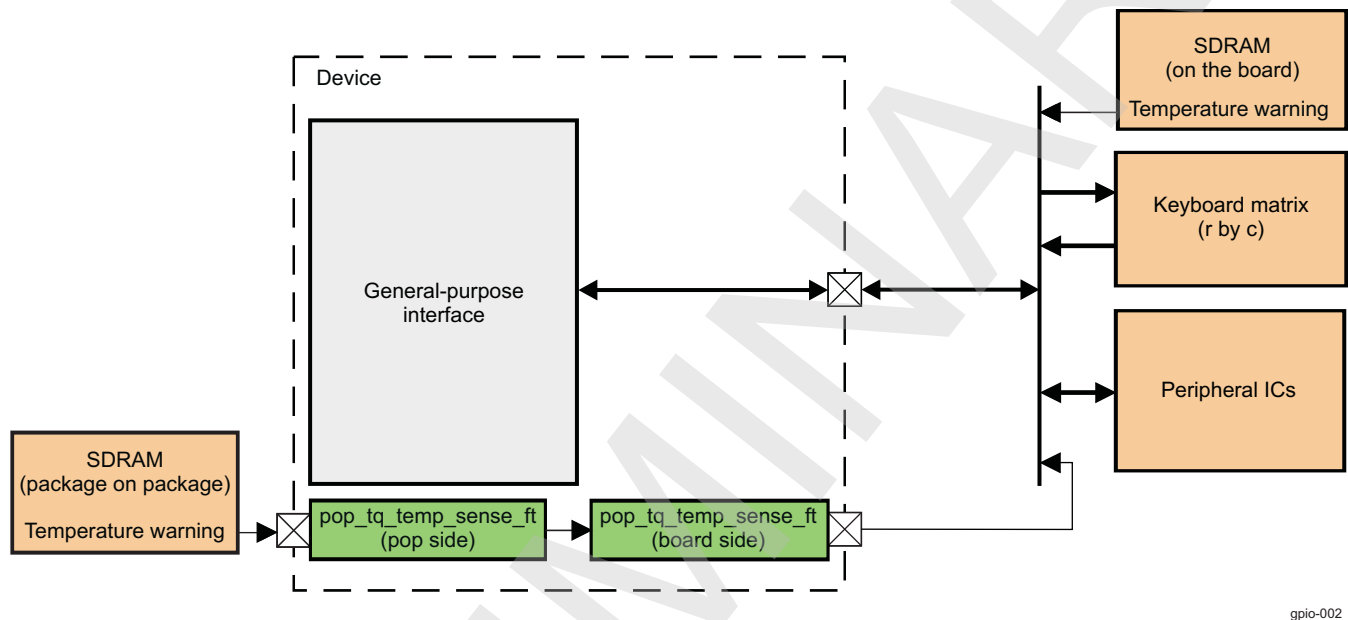 Device
General-purpose
interface
SDRAM
(package on package)
Temperature warning
pop_tq_temp_sense_ft
(pop side)
pop_tq_temp_sense_ft
(board side)
SDRAM
(on the board)
Temperature warning
Keyboard matrix
(r by c)
Peripheral ICs
gpio-002
MINAR